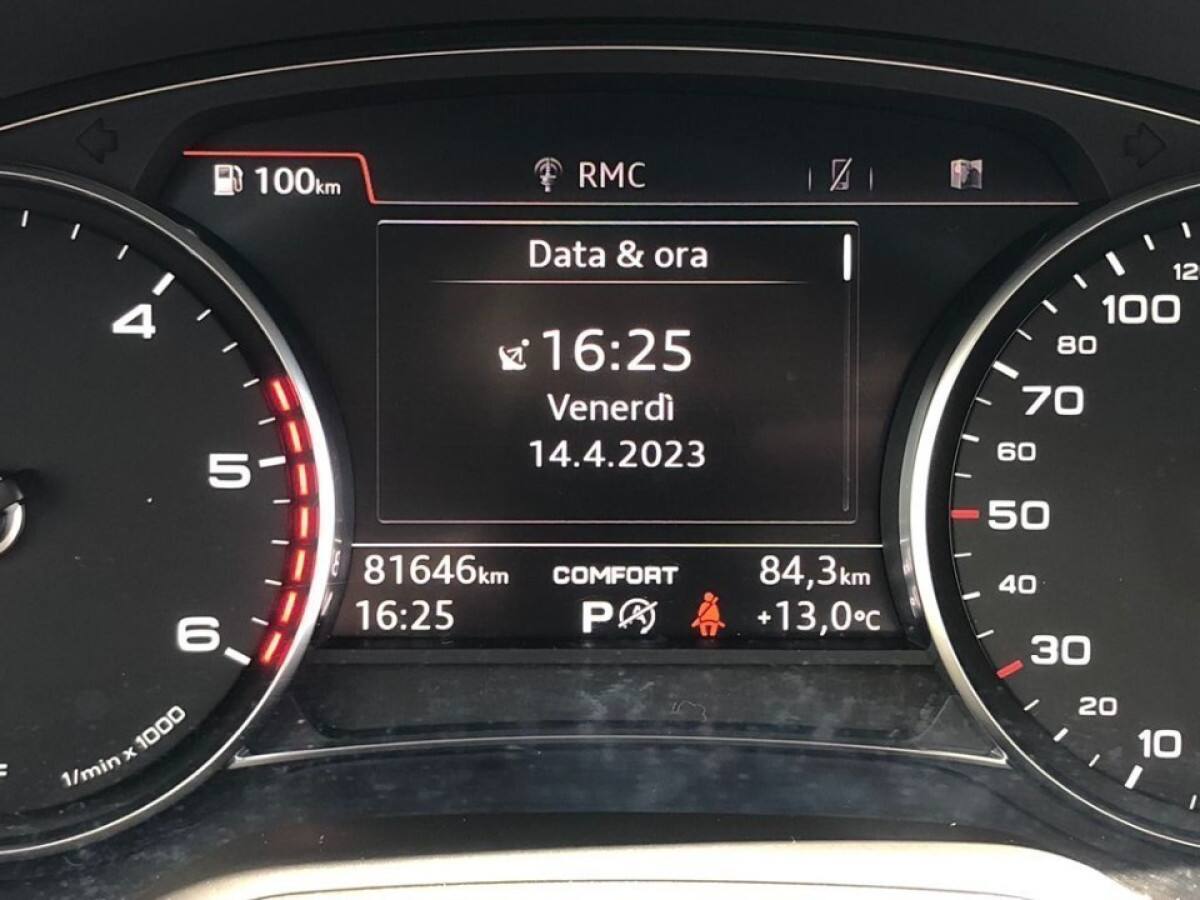 100km
RMC
Data & ora
16:25
Venerdì
14.4.2023
81646km
COMFORT
84,3km
16:25
P
A
+13,0°C
4
5
6
1/min x 1000
12
100
80
70
60
50
40
30
20
10